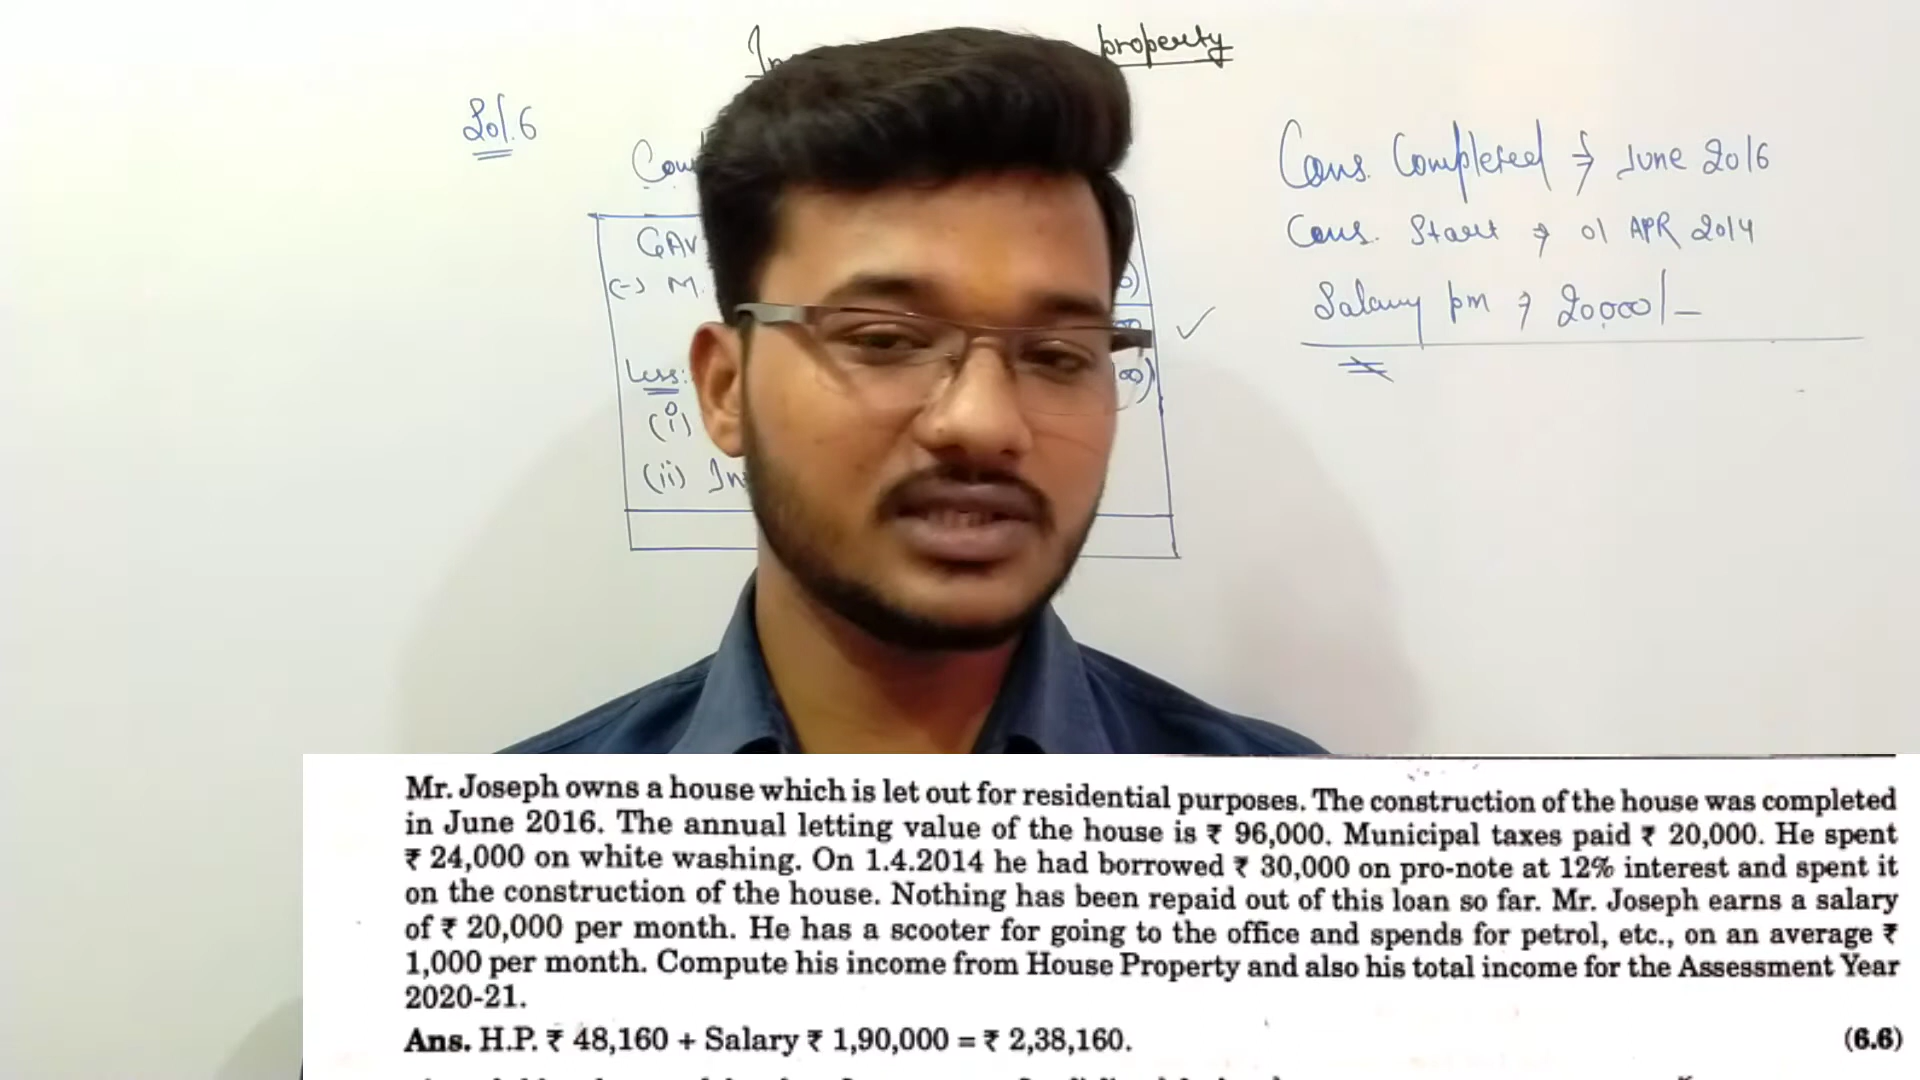 property
Sol. 6
GAV
(-) M.
Less:
(i)
(ii) In
Cons. Completed → June 2016
Cons. Start → 01 APR 2014
Salary pm → 20,000/-
Mr. Joseph owns a house which is let out for residential purposes. The construction of the house was completed
in June 2016. The annual letting value of the house is ₹ 96,000. Municipal taxes paid ₹ 20,000. He spent
₹ 24,000 on white washing. On 1.4.2014 he had borrowed ₹ 30,000 on pro-note at 12% interest and spent it
on the construction of the house. Nothing has been repaid out of this loan so far. Mr. Joseph earns a salary
of ₹ 20,000 per month. He has a scooter for going to the office and spends for petrol, etc., on an average ₹
1,000 per month. Compute his income from House Property and also his total income for the Assessment Year
2020-21.
Ans. H.P. ₹ 48,160 + Salary ₹ 1,90,000 = ₹ 2,38,160. (6.6)